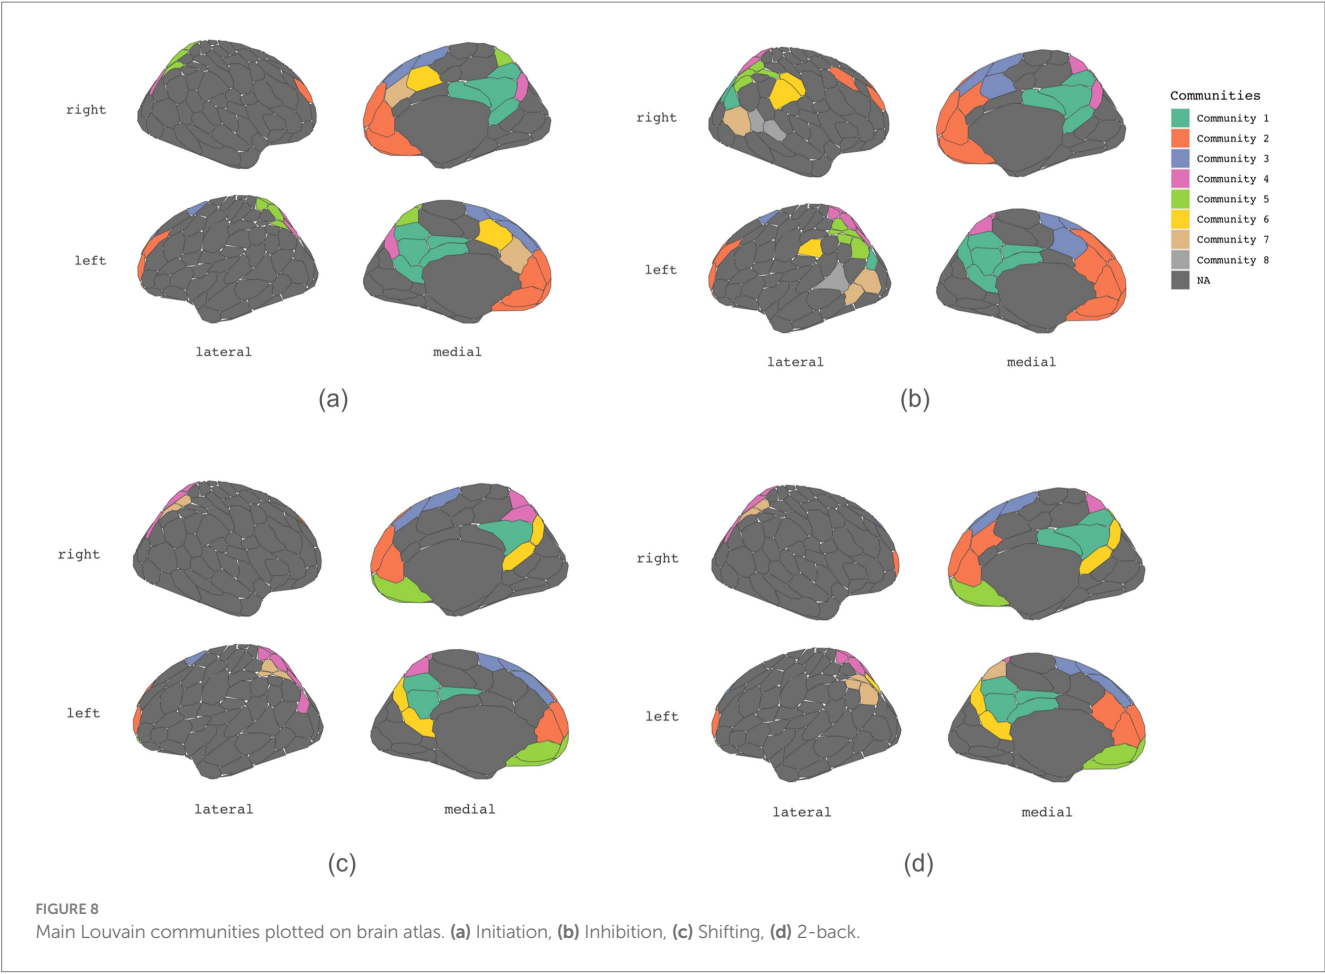 right
left
lateral
medial
(a)
right
left
lateral
medial
(b)
Communities
Community 1
Community 2
Community 3
Community 4
Community 5
Community 6
Community 7
Community 8
NA
right
left
lateral
medial
(c)
right
left
lateral
medial
(d)
FIGURE 8
Main Louvain communities plotted on brain atlas. (a) Initiation, (b) Inhibition, (c) Shifting, (d) 2-back.